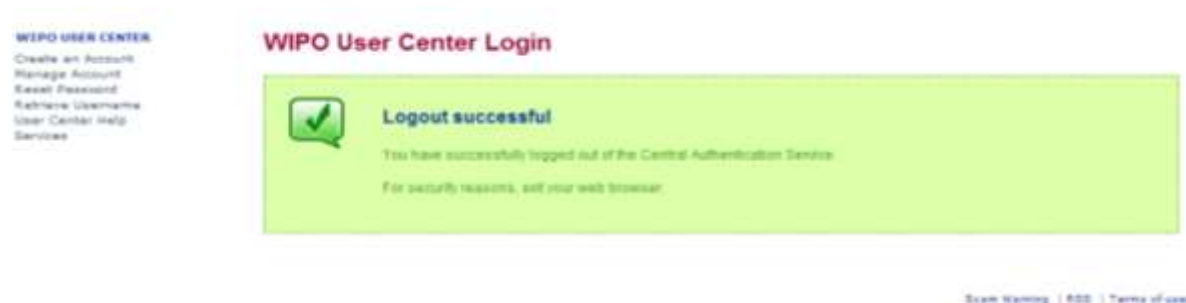 WIPO USER CENTER
Create an Account
Manage Account
Reset Password
Retrieve Username
User Center Help
Services
WIPO User Center Login
Logout successful
You have successfully logged out of the Central Authentication Service.
For security reasons, exit your web browser.
Scam Warning | RSS | Terms of use